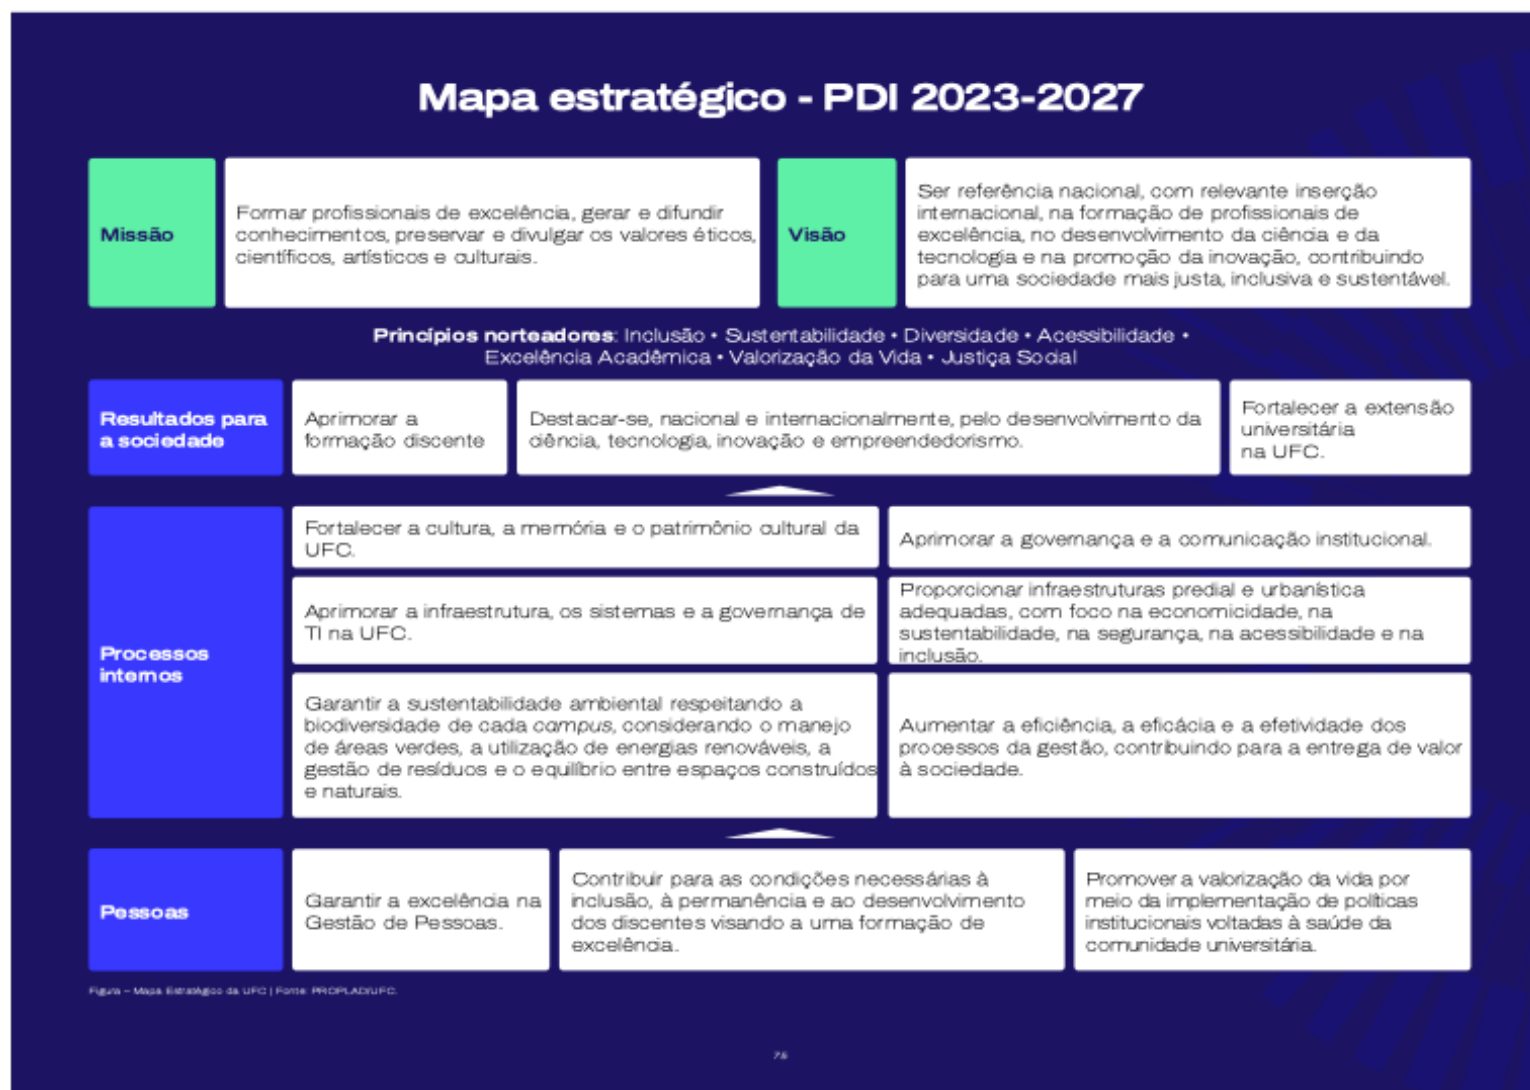 Mapa estratégico - PDI 2023-2027
Missão
Formar profissionais de excelência, gerar e difundir
conhecimentos, preservar e divulgar os valores éticos,
científicos, artísticos e culturais.
Visão
Ser referência nacional, com relevante inserção
internacional, na formação de profissionais de
excelência, no desenvolvimento da ciência e da
tecnologia e na promoção da inovação, contribuindo
para uma sociedade mais justa, inclusiva e sustentável.
Princípios norteadores: Inclusão • Sustentabilidade • Diversidade • Acessibilidade •
Excelência Acadêmica • Valorização da Vida • Justiça Social
Resultados para
a sociedade
Aprimorar a
formação discente
Destacar-se, nacional e internacionalmente, pelo desenvolvimento da
ciência, tecnologia, inovação e empreendedorismo.
Fortalecer a extensão
universitária
na UFC.
Processos
internos
Fortalecer a cultura, a memória e o patrimônio cultural da
UFC.
Aprimorar a governança e a comunicação institucional.
Aprimorar a infraestrutura, os sistemas e a governança de
TI na UFC.
Proporcionar infraestruturas predial e urbanística
adequadas, com foco na economicidade, na
sustentabilidade, na segurança, na acessibilidade e na
inclusão.
Garantir a sustentabilidade ambiental respeitando a
biodiversidade de cada campus, considerando o manejo
de áreas verdes, a utilização de energias renováveis, a
gestão de resíduos e o equilíbrio entre espaços construídos
e naturais.
Aumentar a eficiência, a eficácia e a efetividade dos
processos da gestão, contribuindo para a entrega de valor
à sociedade.
Pessoas
Garantir a excelência na
Gestão de Pessoas.
Contribuir para as condições necessárias à
inclusão, à permanência e ao desenvolvimento
dos discentes visando a uma formação de
excelência.
Promover a valorização da vida por
meio da implementação de políticas
institucionais voltadas à saúde da
comunidade universitária.
Figura – Mapa Estratégico da UFC | Fonte: PROPLAD/UFC.